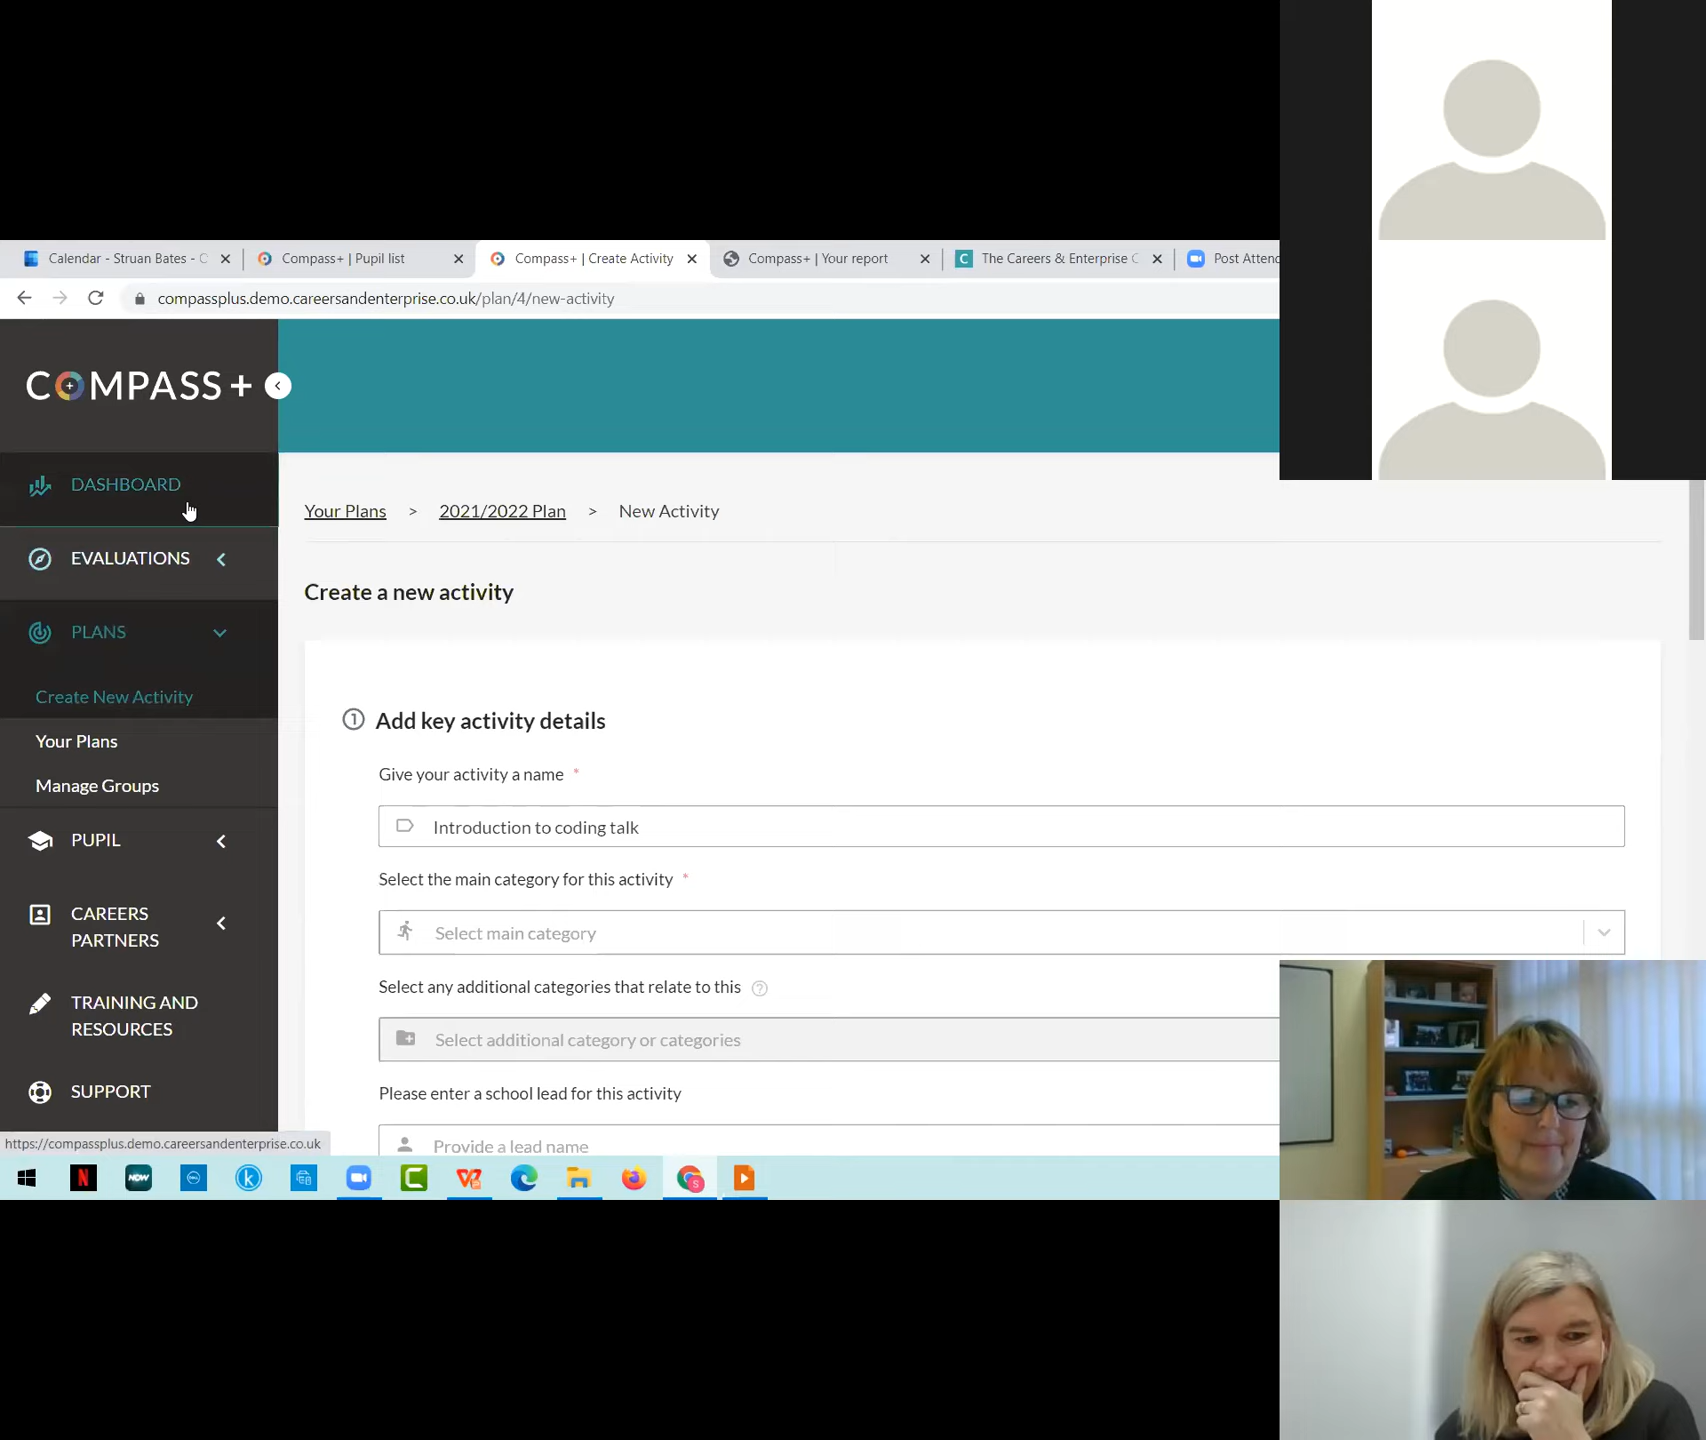 Calendar - Struan Bates - C
Compass+ | Pupil list
Compass+ | Create Activity
Compass+ | Your report
The Careers & Enterprise C
Post Attend
compassplus.demo.careersandenterprise.co.uk/plan/4/new-activity
COMPASS +
DASHBOARD
EVALUATIONS
PLANS
Create New Activity
Your Plans
Manage Groups
PUPIL
CAREERS
PARTNERS
TRAINING AND
RESOURCES
SUPPORT
Your Plans > 2021/2022 Plan > New Activity
Create a new activity
1 Add key activity details
Give your activity a name *
Introduction to coding talk
Select the main category for this activity *
Select main category
Select any additional categories that relate to this ?
Select additional category or categories
Please enter a school lead for this activity
Provide a lead name
https://compassplus.demo.careersandenterprise.co.uk
N
NOW